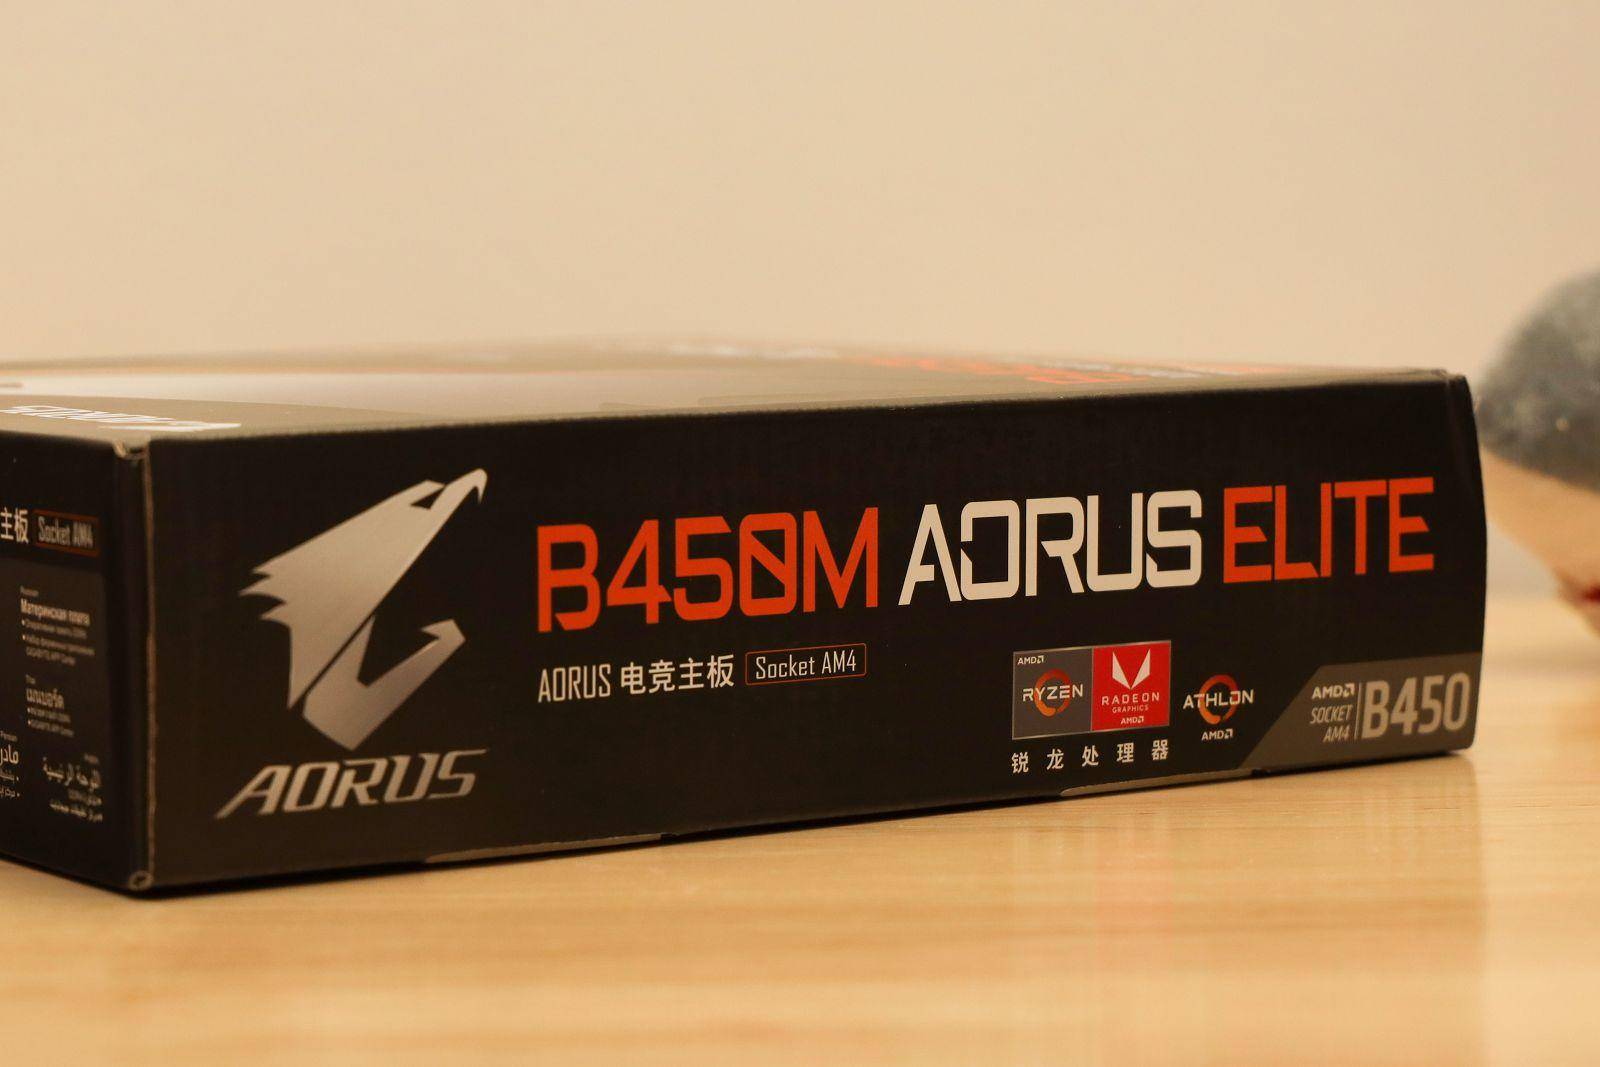 AORUS
B450M AORUS ELITE
AORUS 电竞主板 Socket AM4
AMD
RYZEN
RADEON
GRAPHICS
AMD
锐龙处理器
ATHLON
AMD
AMD
SOCKET
AM4
B450
AORUS
主板 Socket AM4
Материнская плата